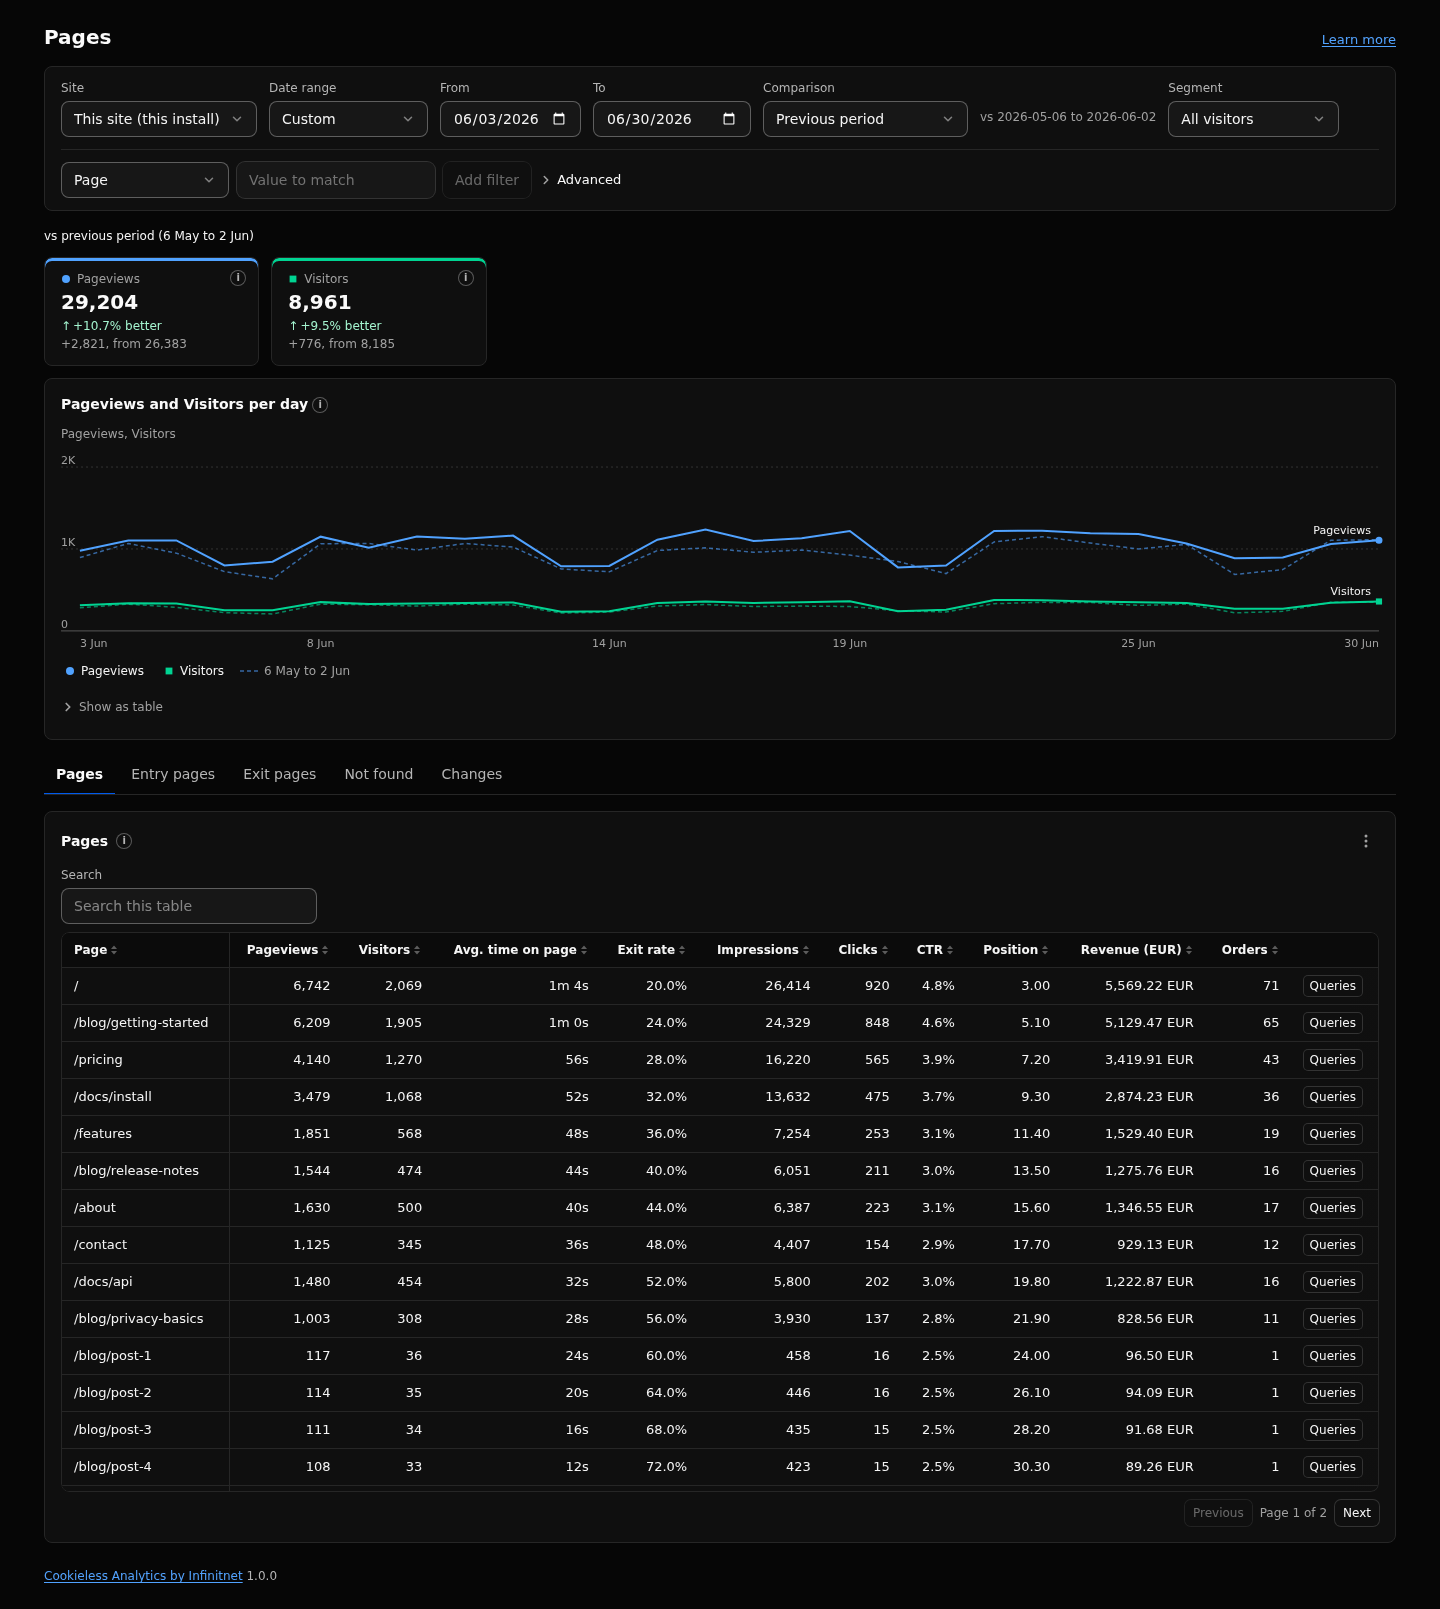 Pages
Learn more
Site Date range From To Comparison Segment
This site (this install) Custom 06/03/2026 06/30/2026 Previous period vs 2026-05-06 to 2026-06-02 All visitors
Page Value to match Add filter Advanced
vs previous period (6 May to 2 Jun)
Pageviews i
29,204
↑ +10.7% better
+2,821, from 26,383
Visitors i
8,961
↑ +9.5% better
+776, from 8,185
Pageviews and Visitors per day i
Pageviews, Visitors
2K
1K
0
Pageviews
Visitors
3 Jun 8 Jun 14 Jun 19 Jun 25 Jun 30 Jun
Pageviews Visitors 6 May to 2 Jun
Show as table
Pages Entry pages Exit pages Not found Changes
Pages i
Search
Search this table
Page Pageviews Visitors Avg. time on page Exit rate Impressions Clicks CTR Position Revenue (EUR) Orders
/ 6,742 2,069 1m 4s 20.0% 26,414 920 4.8% 3.00 5,569.22 EUR 71 Queries
/blog/getting-started 6,209 1,905 1m 0s 24.0% 24,329 848 4.6% 5.10 5,129.47 EUR 65 Queries
/pricing 4,140 1,270 56s 28.0% 16,220 565 3.9% 7.20 3,419.91 EUR 43 Queries
/docs/install 3,479 1,068 52s 32.0% 13,632 475 3.7% 9.30 2,874.23 EUR 36 Queries
/features 1,851 568 48s 36.0% 7,254 253 3.1% 11.40 1,529.40 EUR 19 Queries
/blog/release-notes 1,544 474 44s 40.0% 6,051 211 3.0% 13.50 1,275.76 EUR 16 Queries
/about 1,630 500 40s 44.0% 6,387 223 3.1% 15.60 1,346.55 EUR 17 Queries
/contact 1,125 345 36s 48.0% 4,407 154 2.9% 17.70 929.13 EUR 12 Queries
/docs/api 1,480 454 32s 52.0% 5,800 202 3.0% 19.80 1,222.87 EUR 16 Queries
/blog/privacy-basics 1,003 308 28s 56.0% 3,930 137 2.8% 21.90 828.56 EUR 11 Queries
/blog/post-1 117 36 24s 60.0% 458 16 2.5% 24.00 96.50 EUR 1 Queries
/blog/post-2 114 35 20s 64.0% 446 16 2.5% 26.10 94.09 EUR 1 Queries
/blog/post-3 111 34 16s 68.0% 435 15 2.5% 28.20 91.68 EUR 1 Queries
/blog/post-4 108 33 12s 72.0% 423 15 2.5% 30.30 89.26 EUR 1 Queries
Previous Page 1 of 2 Next
Cookieless Analytics by Infinitnet 1.0.0